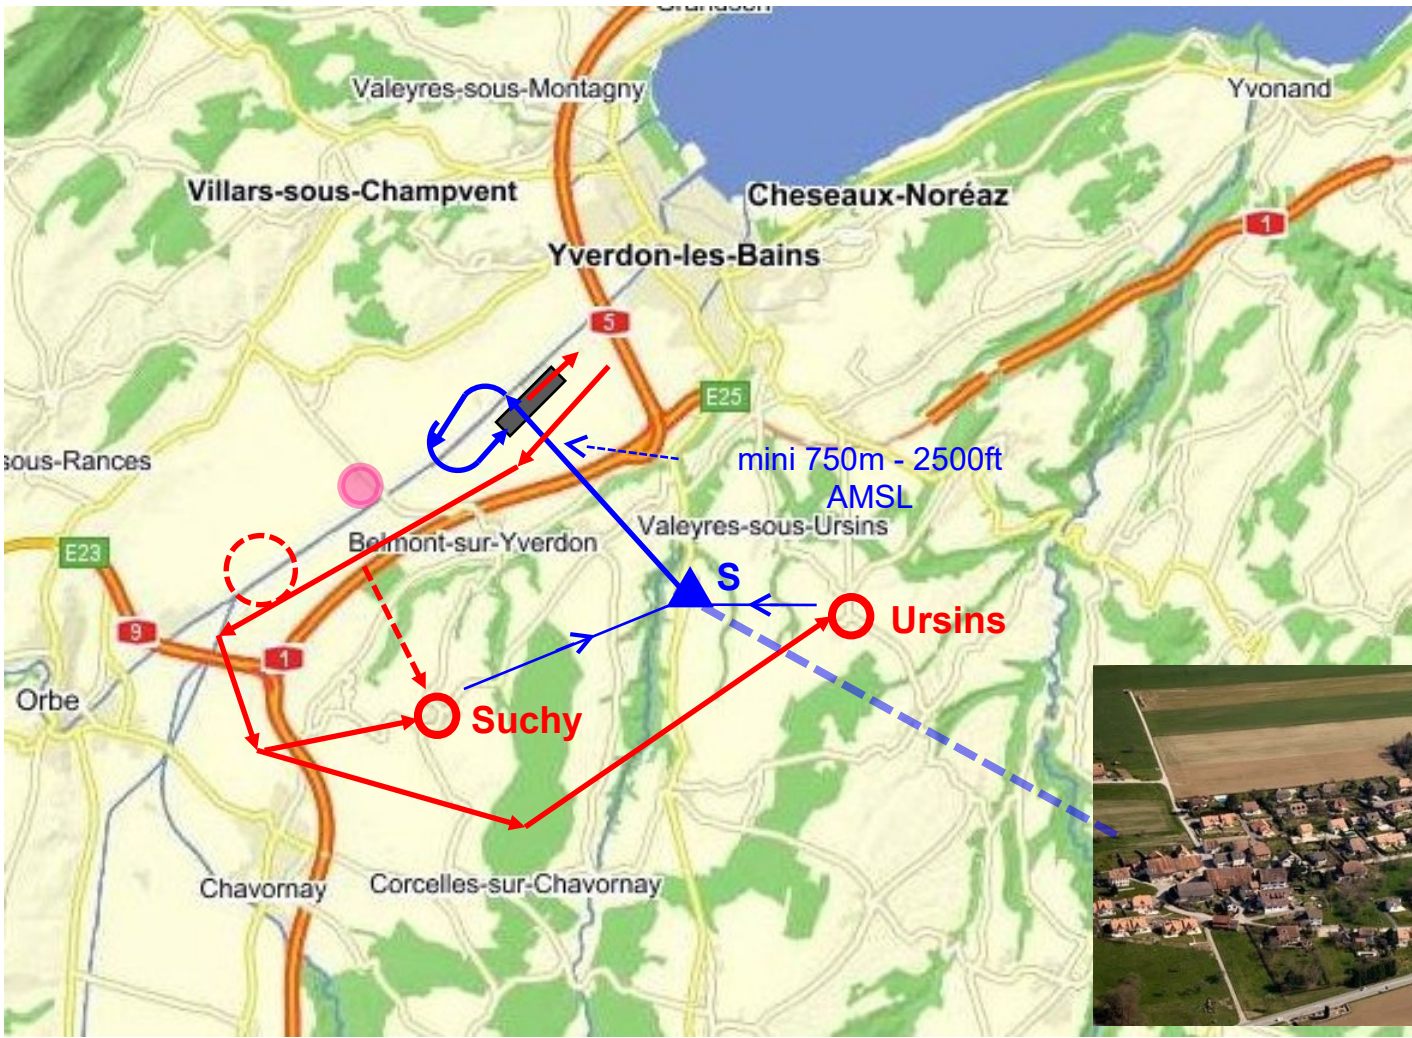 Grandson
Valeyres-sous-Montagny
Yvonand
Villars-sous-Champvent
Cheseaux-Noréaz
1
Yverdon-les-Bains
5
E25
sous-Rances
mini 750m - 2500ft
AMSL
Valeyres-sous-Ursins
E23
Belmont-sur-Yverdon
S
9
Ursins
1
Orbe
Suchy
Chavornay
Corcelles-sur-Chavornay